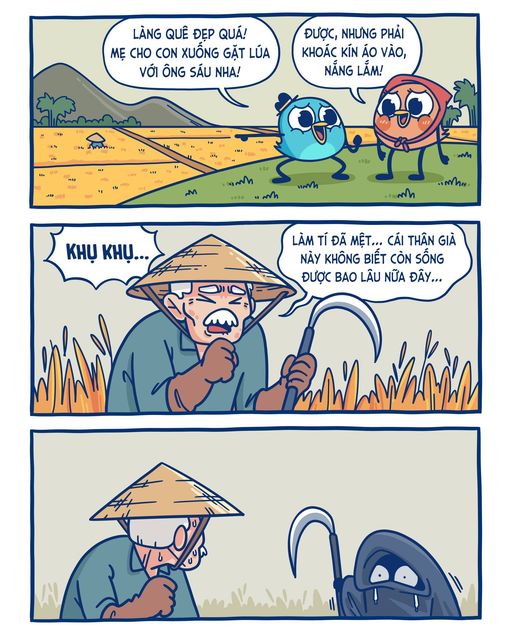 LÀNG QUÊ ĐẸP QUÁ!
MẸ CHO CON XUỐNG GẶT LÚA
VỚI ÔNG SÁU NHA!
ĐƯỢC, NHƯNG PHẢI
KHOÁC KÍN ÁO VÀO,
NẮNG LẮM!
KHỤ KHỤ...
LÀM TÍ ĐÃ MỆT... CÁI THÂN GIÀ
NÀY KHÔNG BIẾT CÒN SỐNG
ĐƯỢC BAO LÂU NỮA ĐÂY...